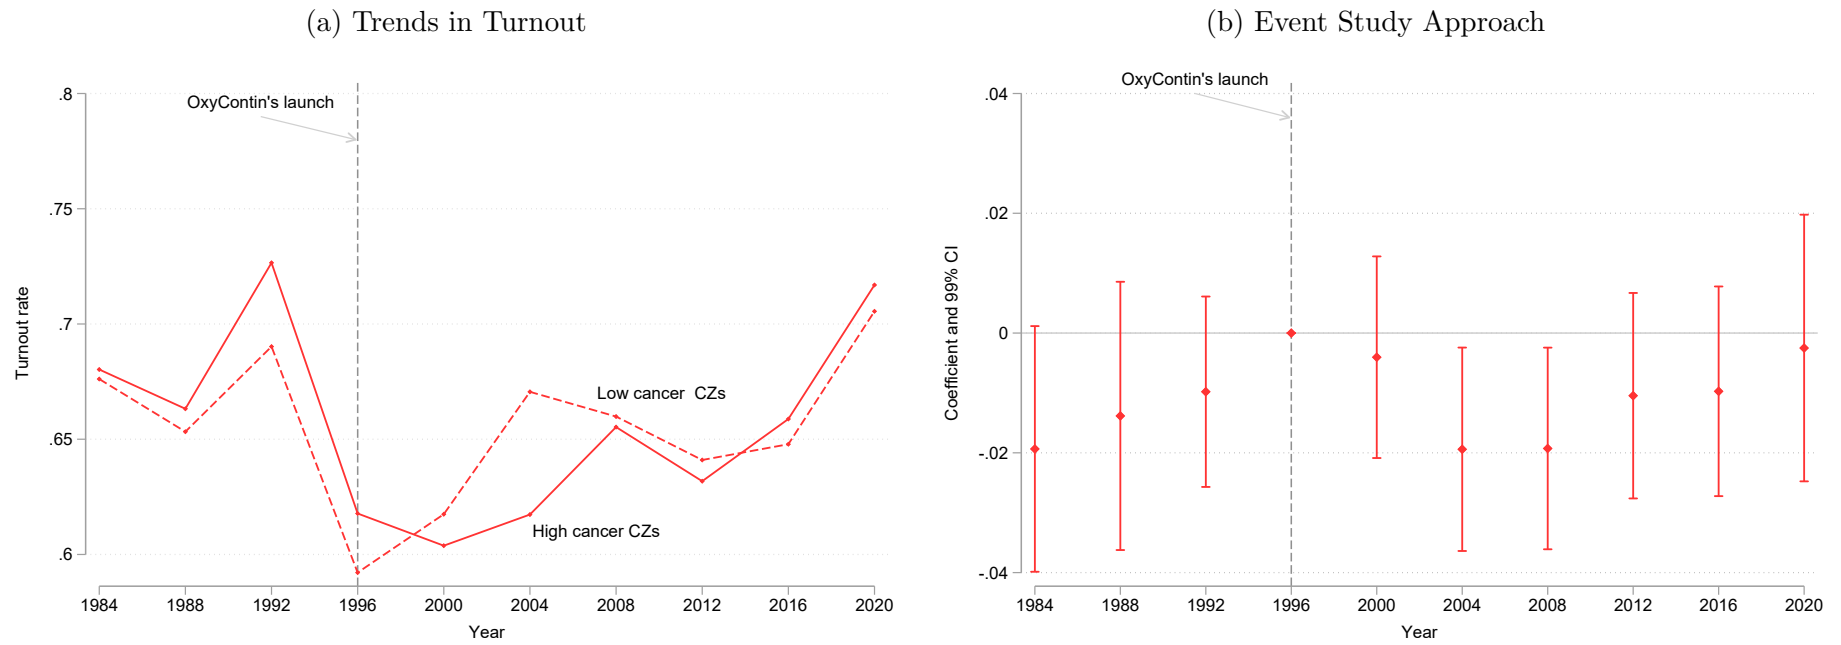 (a) Trends in Turnout
OxyContin's launch
Turnout rate
.8
.75
.7
.65
.6
Low cancer  CZs
High cancer CZs
1984 1988 1992 1996 2000 2004 2008 2012 2016 2020
Year
(b) Event Study Approach
OxyContin's launch
Coefficient and 99% CI
.04
.02
0
-.02
-.04
1984 1988 1992 1996 2000 2004 2008 2012 2016 2020
Year